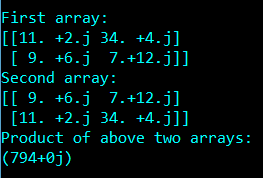 First array:
[[11. +2.j 34. +4.j]
 [ 9. +6.j  7.+12.j]]
Second array:
[[ 9. +6.j  7.+12.j]
 [11. +2.j 34. +4.j]]
Product of above two arrays:
(794+0j)